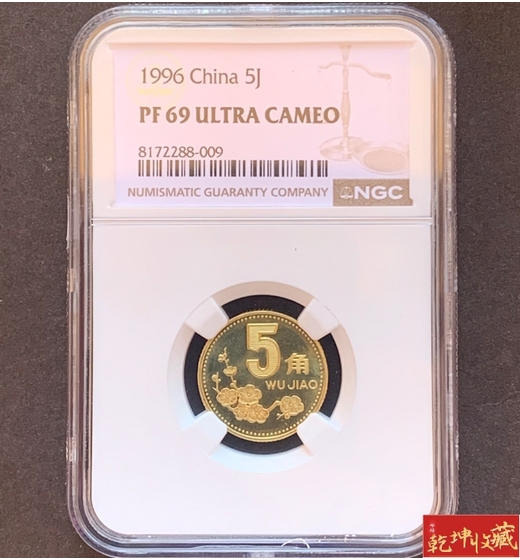 1996 China 5J
PF 69 ULTRA CAMEO
8172288-009
NUMISMATIC GUARANTY COMPANY
NGC
5角
WU JIAO
乾坤收藏